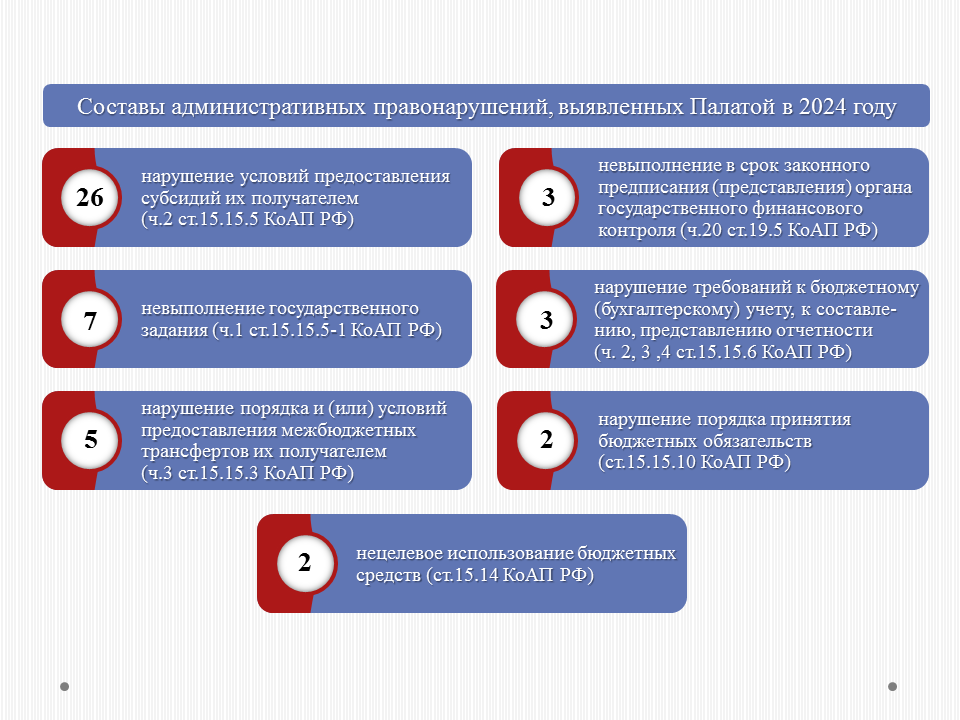 Составы административных правонарушений, выявленных Палатой в 2024 году
26
нарушение условий предоставления
субсидий их получателем
(ч.2 ст.15.15.5 КоАП РФ)
3
невыполнение в срок законного
предписания (представления) органа
государственного финансового
контроля (ч.20 ст.19.5 КоАП РФ)
7
невыполнение государственного
задания (ч.1 ст.15.15.5-1 КоАП РФ)
3
нарушение требований к бюджетному
(бухгалтерскому) учету, к составле-
нию, представлению отчетности
(ч. 2, 3 ,4 ст.15.15.6 КоАП РФ)
5
нарушение порядка и (или) условий
предоставления межбюджетных
трансфертов их получателем
(ч.3 ст.15.15.3 КоАП РФ)
2
нарушение порядка принятия
бюджетных обязательств
(ст.15.15.10 КоАП РФ)
2
нецелевое использование бюджетных
средств (ст.15.14 КоАП РФ)